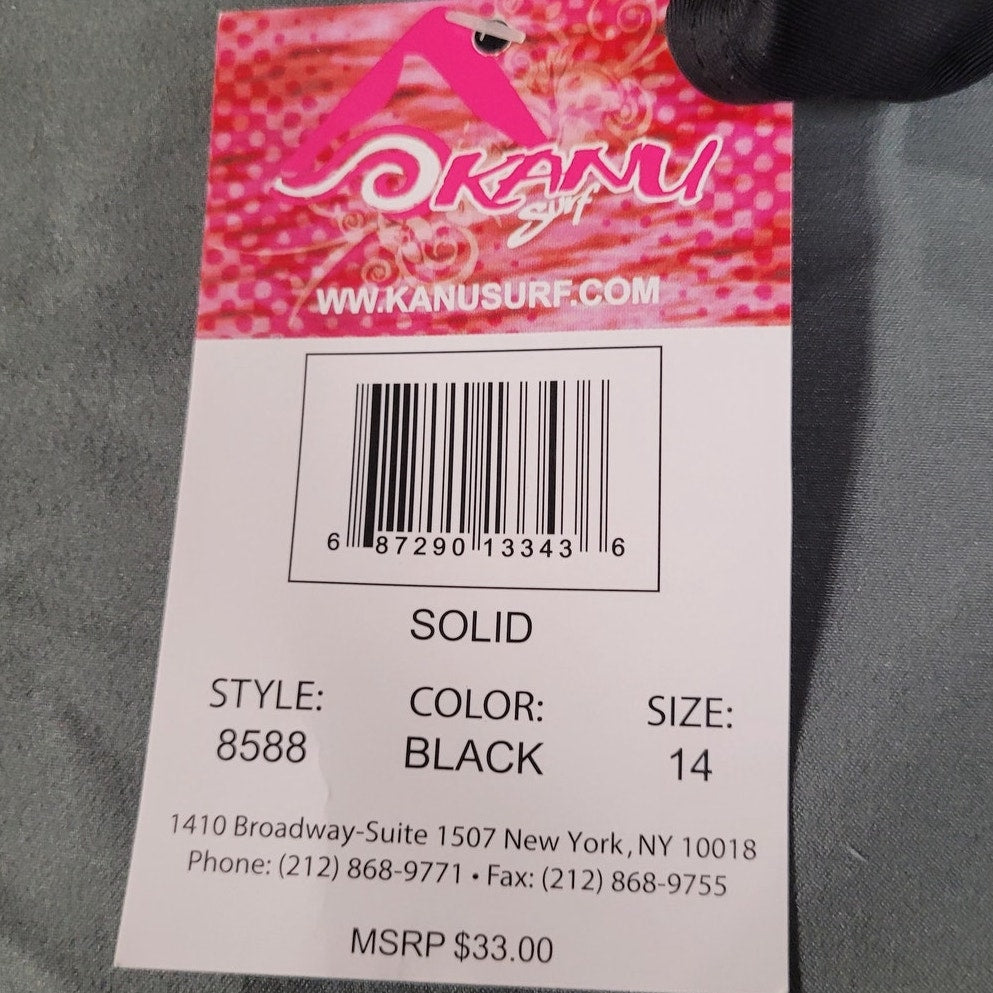 KANU
Surf
WW.KANUSURF.COM
6 87290 13343 6
SOLID
STYLE: COLOR: SIZE:
8588 BLACK 14
1410 Broadway-Suite 1507 New York, NY 10018
Phone: (212) 868-9771 • Fax: (212) 868-9755
MSRP $33.00